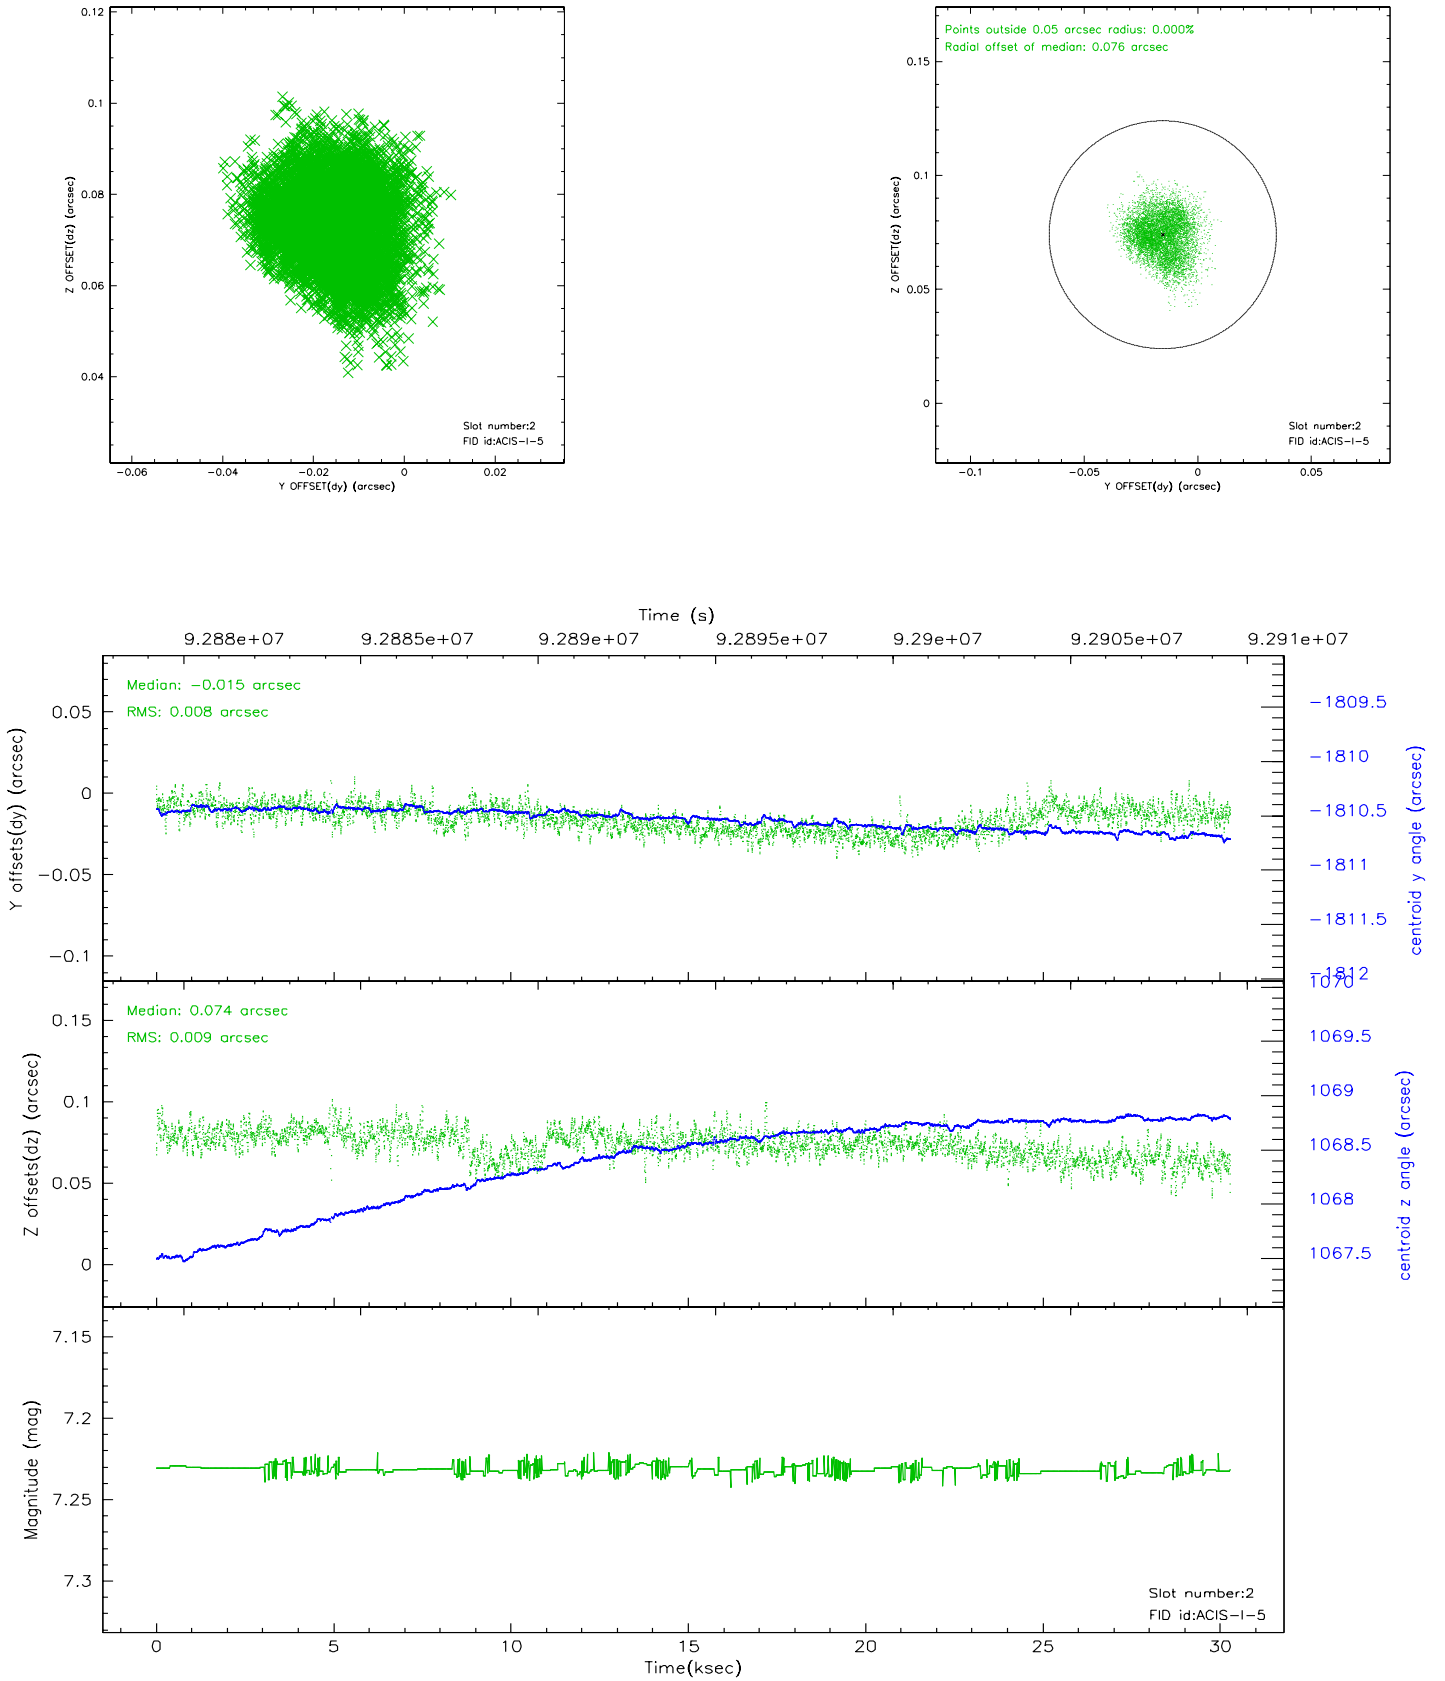 0.12
0.1
0.08
0.06
0.04
Z OFFSET(dz) (arcsec)
Slot number:2
FID id:ACIS-I-5
-0.06 -0.04 -0.02 0 0.02
Y OFFSET(dy) (arcsec)
Points outside 0.05 arcsec radius: 0.000%
Radial offset of median: 0.076 arcsec
0.15
0.1
0.05
0
Z OFFSET(dz) (arcsec)
Slot number:2
FID id:ACIS-I-5
-0.1 -0.05 0 0.05
Y OFFSET(dy) (arcsec)
Time (s)
9.288e+07 9.2885e+07 9.289e+07 9.2895e+07 9.29e+07 9.2905e+07 9.291e+07
Median: -0.015 arcsec
RMS: 0.008 arcsec
0.05
0
-0.05
-0.1
Y offsets(dy) (arcsec)
-1809.5
-1810
-1810.5
-1811
-1811.5
-1812
centroid y angle (arcsec)
Median: 0.074 arcsec
RMS: 0.009 arcsec
0.15
0.1
0.05
0
Z offsets(dz) (arcsec)
1070
1069.5
1069
1068.5
1068
1067.5
centroid z angle (arcsec)
7.15
7.2
7.25
7.3
Magnitude (mag)
Slot number:2
FID id:ACIS-I-5
0 5 10 15 20 25 30
Time(ksec)